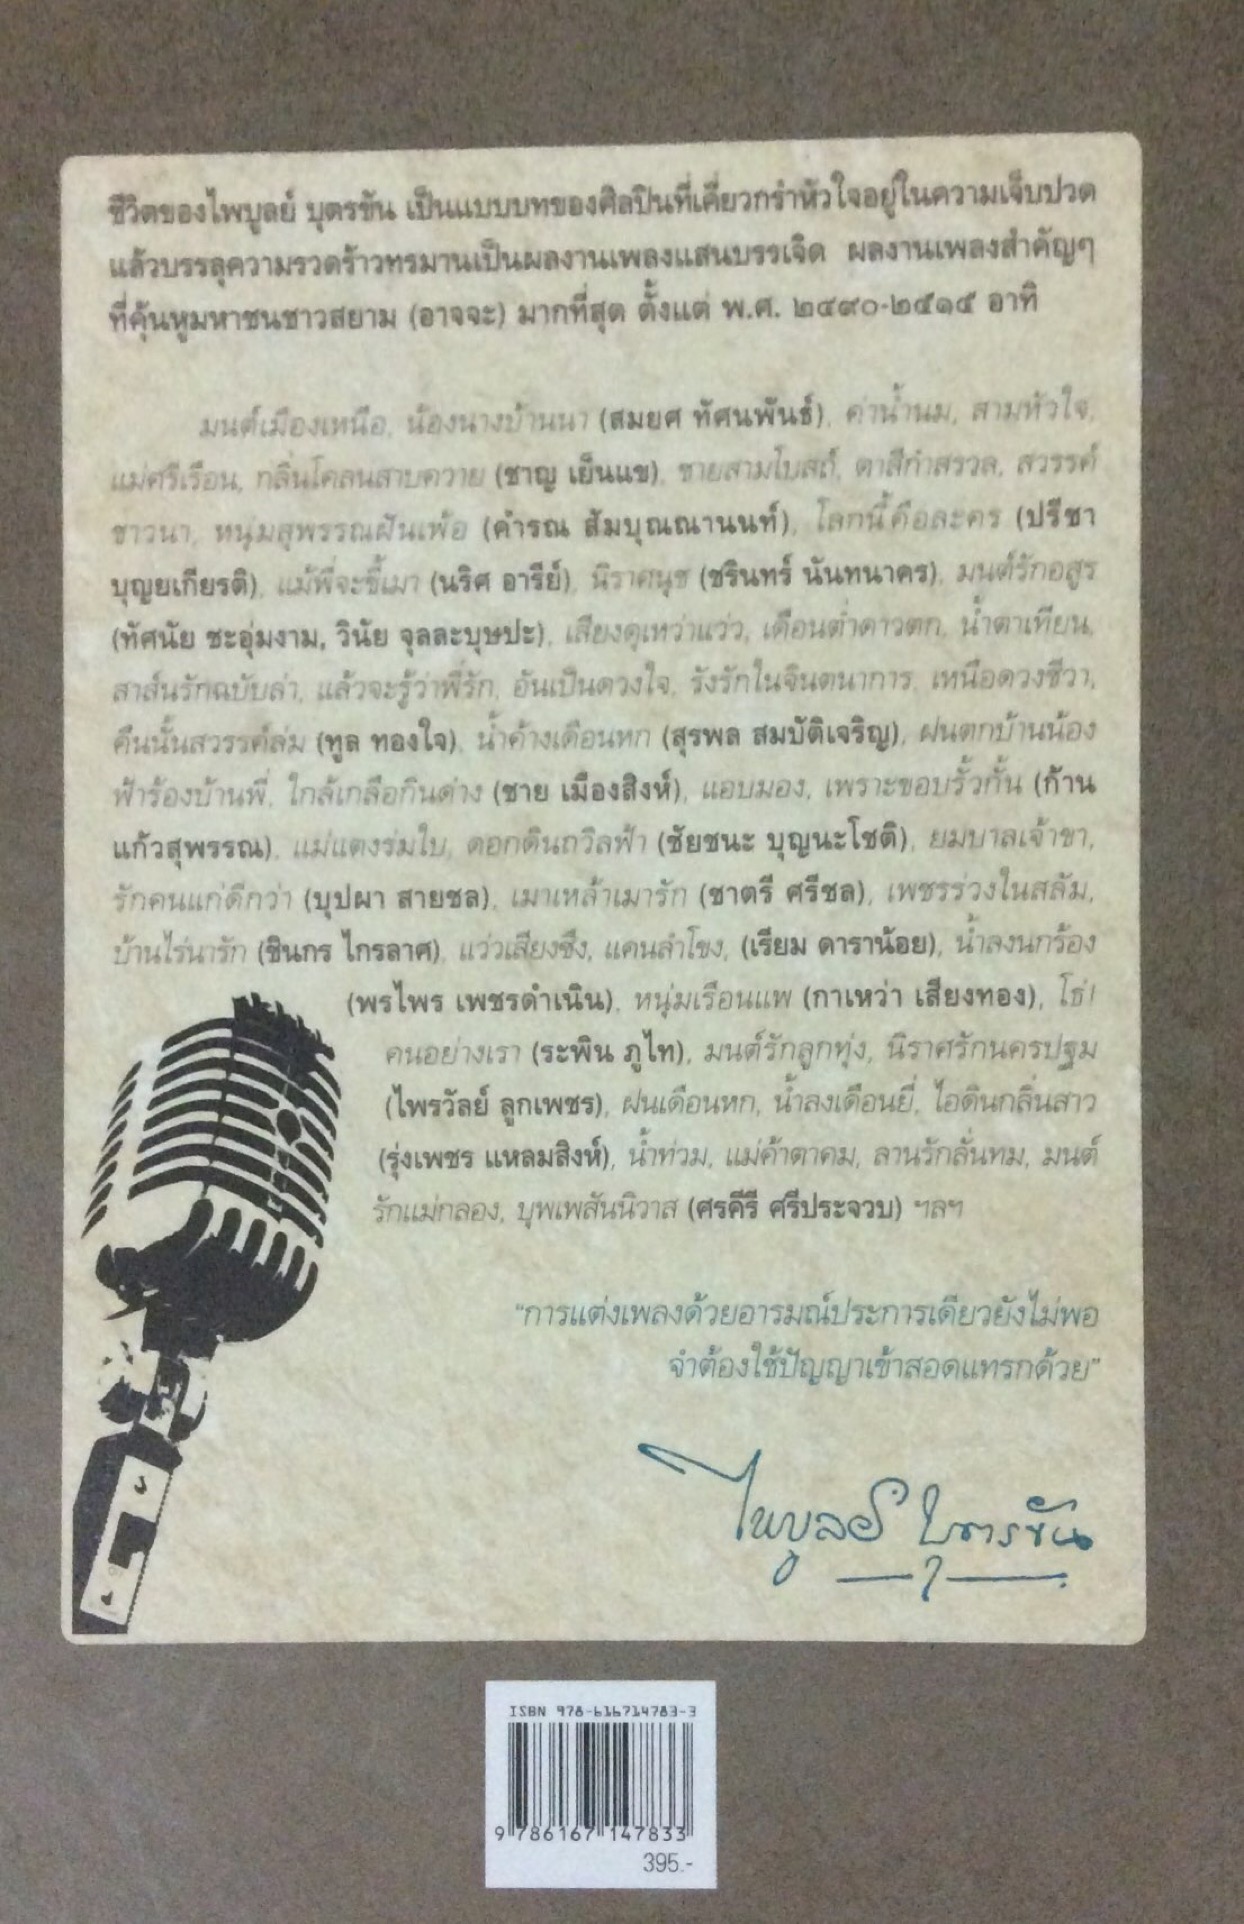 ชีวิตของไพบูลย์ บุตรขัน เป็นแบบบทของศิลปินที่เคี่ยวกรำหัวใจอยู่ในความเจ็บปวด
แล้วบรรลุความรวดร้าวทรมานเป็นผลงานเพลงแสนบรรเจิด ผลงานเพลงสำคัญๆ
ที่คุ้นหูมหาชนชาวสยาม (อาจจะ) มากที่สุด ตั้งแต่ พ.ศ. ๒๔๙๐-๒๕๑๕ อาทิ
มนต์เมืองเหนือ, น้องนางบ้านนา (สมยศ ทัศนพันธ์), ค่าน้ำนม, สามหัวใจ,
แม่ศรีเรือน, กลิ่นโคลนสาบควาย (ชาญ เย็นแข), ชายสามโบสถ์, ตาสีกำสรวล, สวรรค์
ชาวนา, หนุ่มสุพรรณฝันเพ้อ (คำรณ สัมบุณณานนท์), โลกนี้คือละคร (ปรีชา
บุญยเกียรติ), แม้พี่จะขี้เมา (นริศ อารีย์), นิราศนุช (ชรินทร์ นันทนาคร), มนต์รักอสูร
(ทัศนัย ชะอุ่มงาม, วินัย จุลละบุษปะ), เสียงดุเหว่าแว่ว, เดือนต่ำดาวตก, น้ำตาเทียน,
สาส์นรักฉบับล่า, แล้วจะรู้ว่าพี่รัก, อันเป็นดวงใจ, รังรักในจินตนาการ, เหนือดวงชีวา,
คืนนั้นสวรรค์ล่ม (ทูล ทองใจ), น้ำค้างเดือนหก (สุรพล สมบัติเจริญ), ฝนตกบ้านน้อง
ฟ้าร้องบ้านพี่, ใกล้เกลือกินด่าง (ชาย เมืองสิงห์), แอบมอง, เพราะขอบรั้วกั้น (ก้าน
แก้วสุพรรณ), แม่แตงร่มใบ, ดอกดินถวิลฟ้า (ชัยชนะ บุญนะโชติ), ยมบาลเจ้าขา,
รักคนแก่ดีกว่า (บุปผา สายชล), เมาเหล้าเมารัก (ชาตรี ศรีชล), เพชรร่วงในสลัม,
บ้านไร่นารัก (ชินกร ไกรลาศ), แว่วเสียงซึง, แคนลำโขง, (เรียม ดาราน้อย), น้ำลงนกร้อง
(พรไพร เพชรดำเนิน), หนุ่มเรือนแพ (กาเหว่า เสียงทอง), โธ่!
คนอย่างเรา (ระพิน ภูไท), มนต์รักลูกทุ่ง, นิราศรักนครปฐม
(ไพรวัลย์ ลูกเพชร), ฝนเดือนหก, น้ำลงเดือนยี่, ไอดินกลิ่นสาว
(รุ่งเพชร แหลมสิงห์), น้ำท่วม, แม่ค้าตาคม, ลานรักลั่นทม, มนต์
รักแม่กลอง, บุพเพสันนิวาส (ศรคีรี ศรีประจวบ) ฯลฯ
“การแต่งเพลงด้วยอารมณ์ประการเดียวยังไม่พอ
จำต้องใช้ปัญญาเข้าสอดแทรกด้วย”
ไพบูลย์ บุตรขัน
ISBN 978-616714783-3
9 786167 147833
395.-